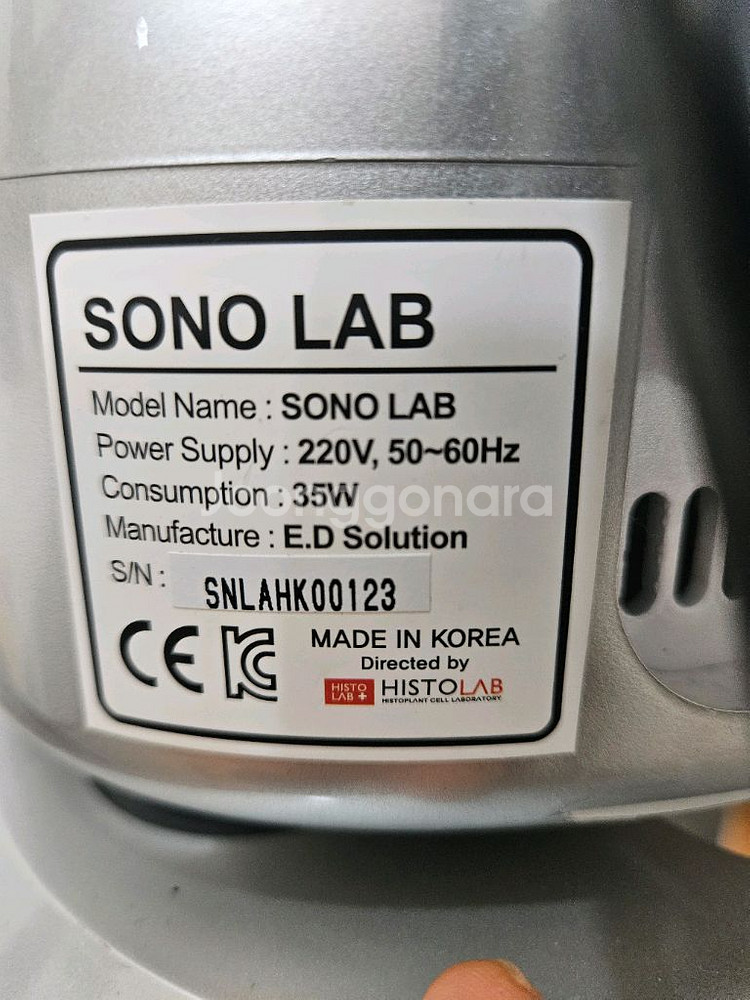 SONO LAB
Model Name : SONO LAB
Power Supply : 220V, 50~60Hz
Consumption : 35W
Joonggonara
Manufacture : E.D Solution
S/N : SNLAHK00123
CE
MADE IN KOREA
Directed by
HISTO LAB + HISTOLAB
HISTOPLANT CELL LABORATORY